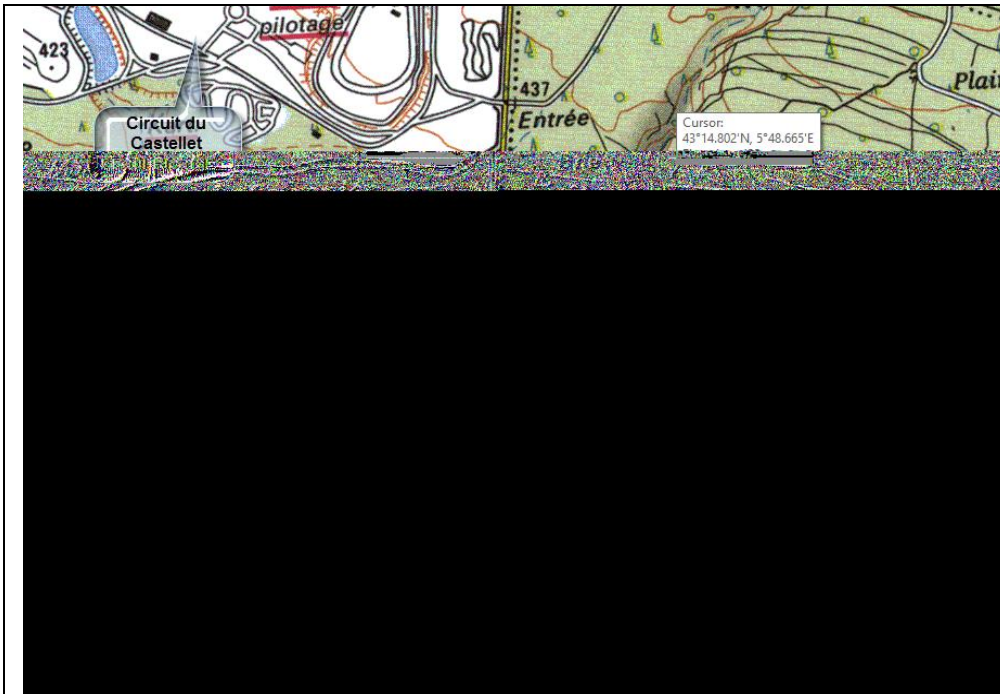 pilotage
423
437
Plai
Entrée
Circuit du
Castellet
Cursor:
43°14.802'N, 5°48.665'E